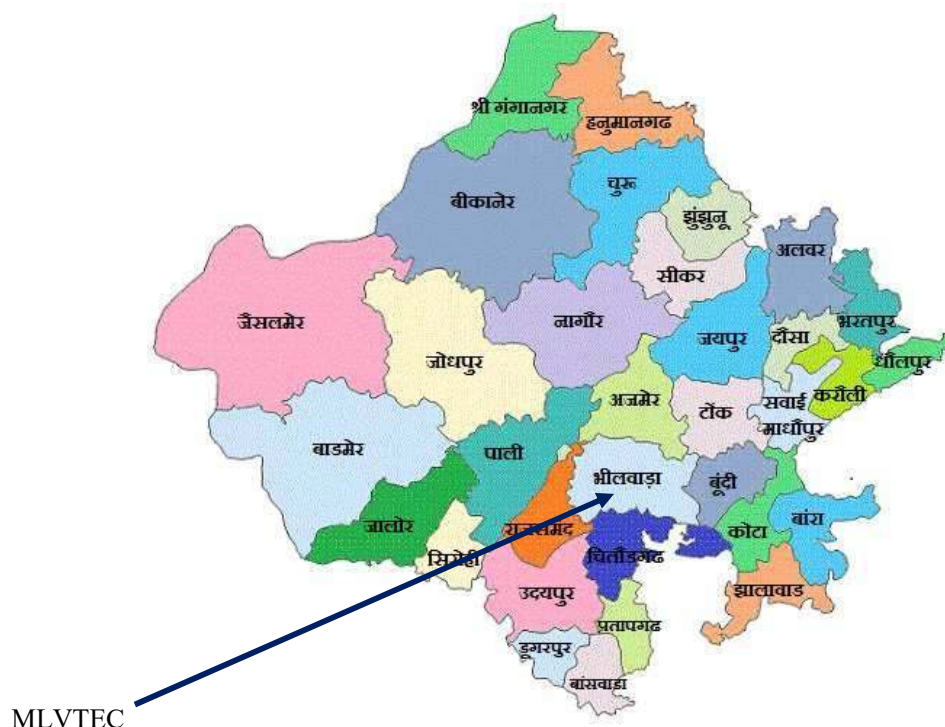 श्री गंगानगर
हनुमानगढ
चुरू
बीकानेर
झुंझुनू
सीकर
अलवर
जैसलमेर
नागौर
जयपुर
दौसा
भरतपुर
जोधपुर
धौलपुर
करौली
अजमेर
टोंक
सवाई
माधौपुर
बाडमेर
पाली
भीलवाड़ा
बूंदी
जालोर
राजसमंद
कोटा
बांरा
सिरोही
झालावाड
उदयपुर
प्रतापगढ
डूगरपुर
बांसवाडा
MLVTEC